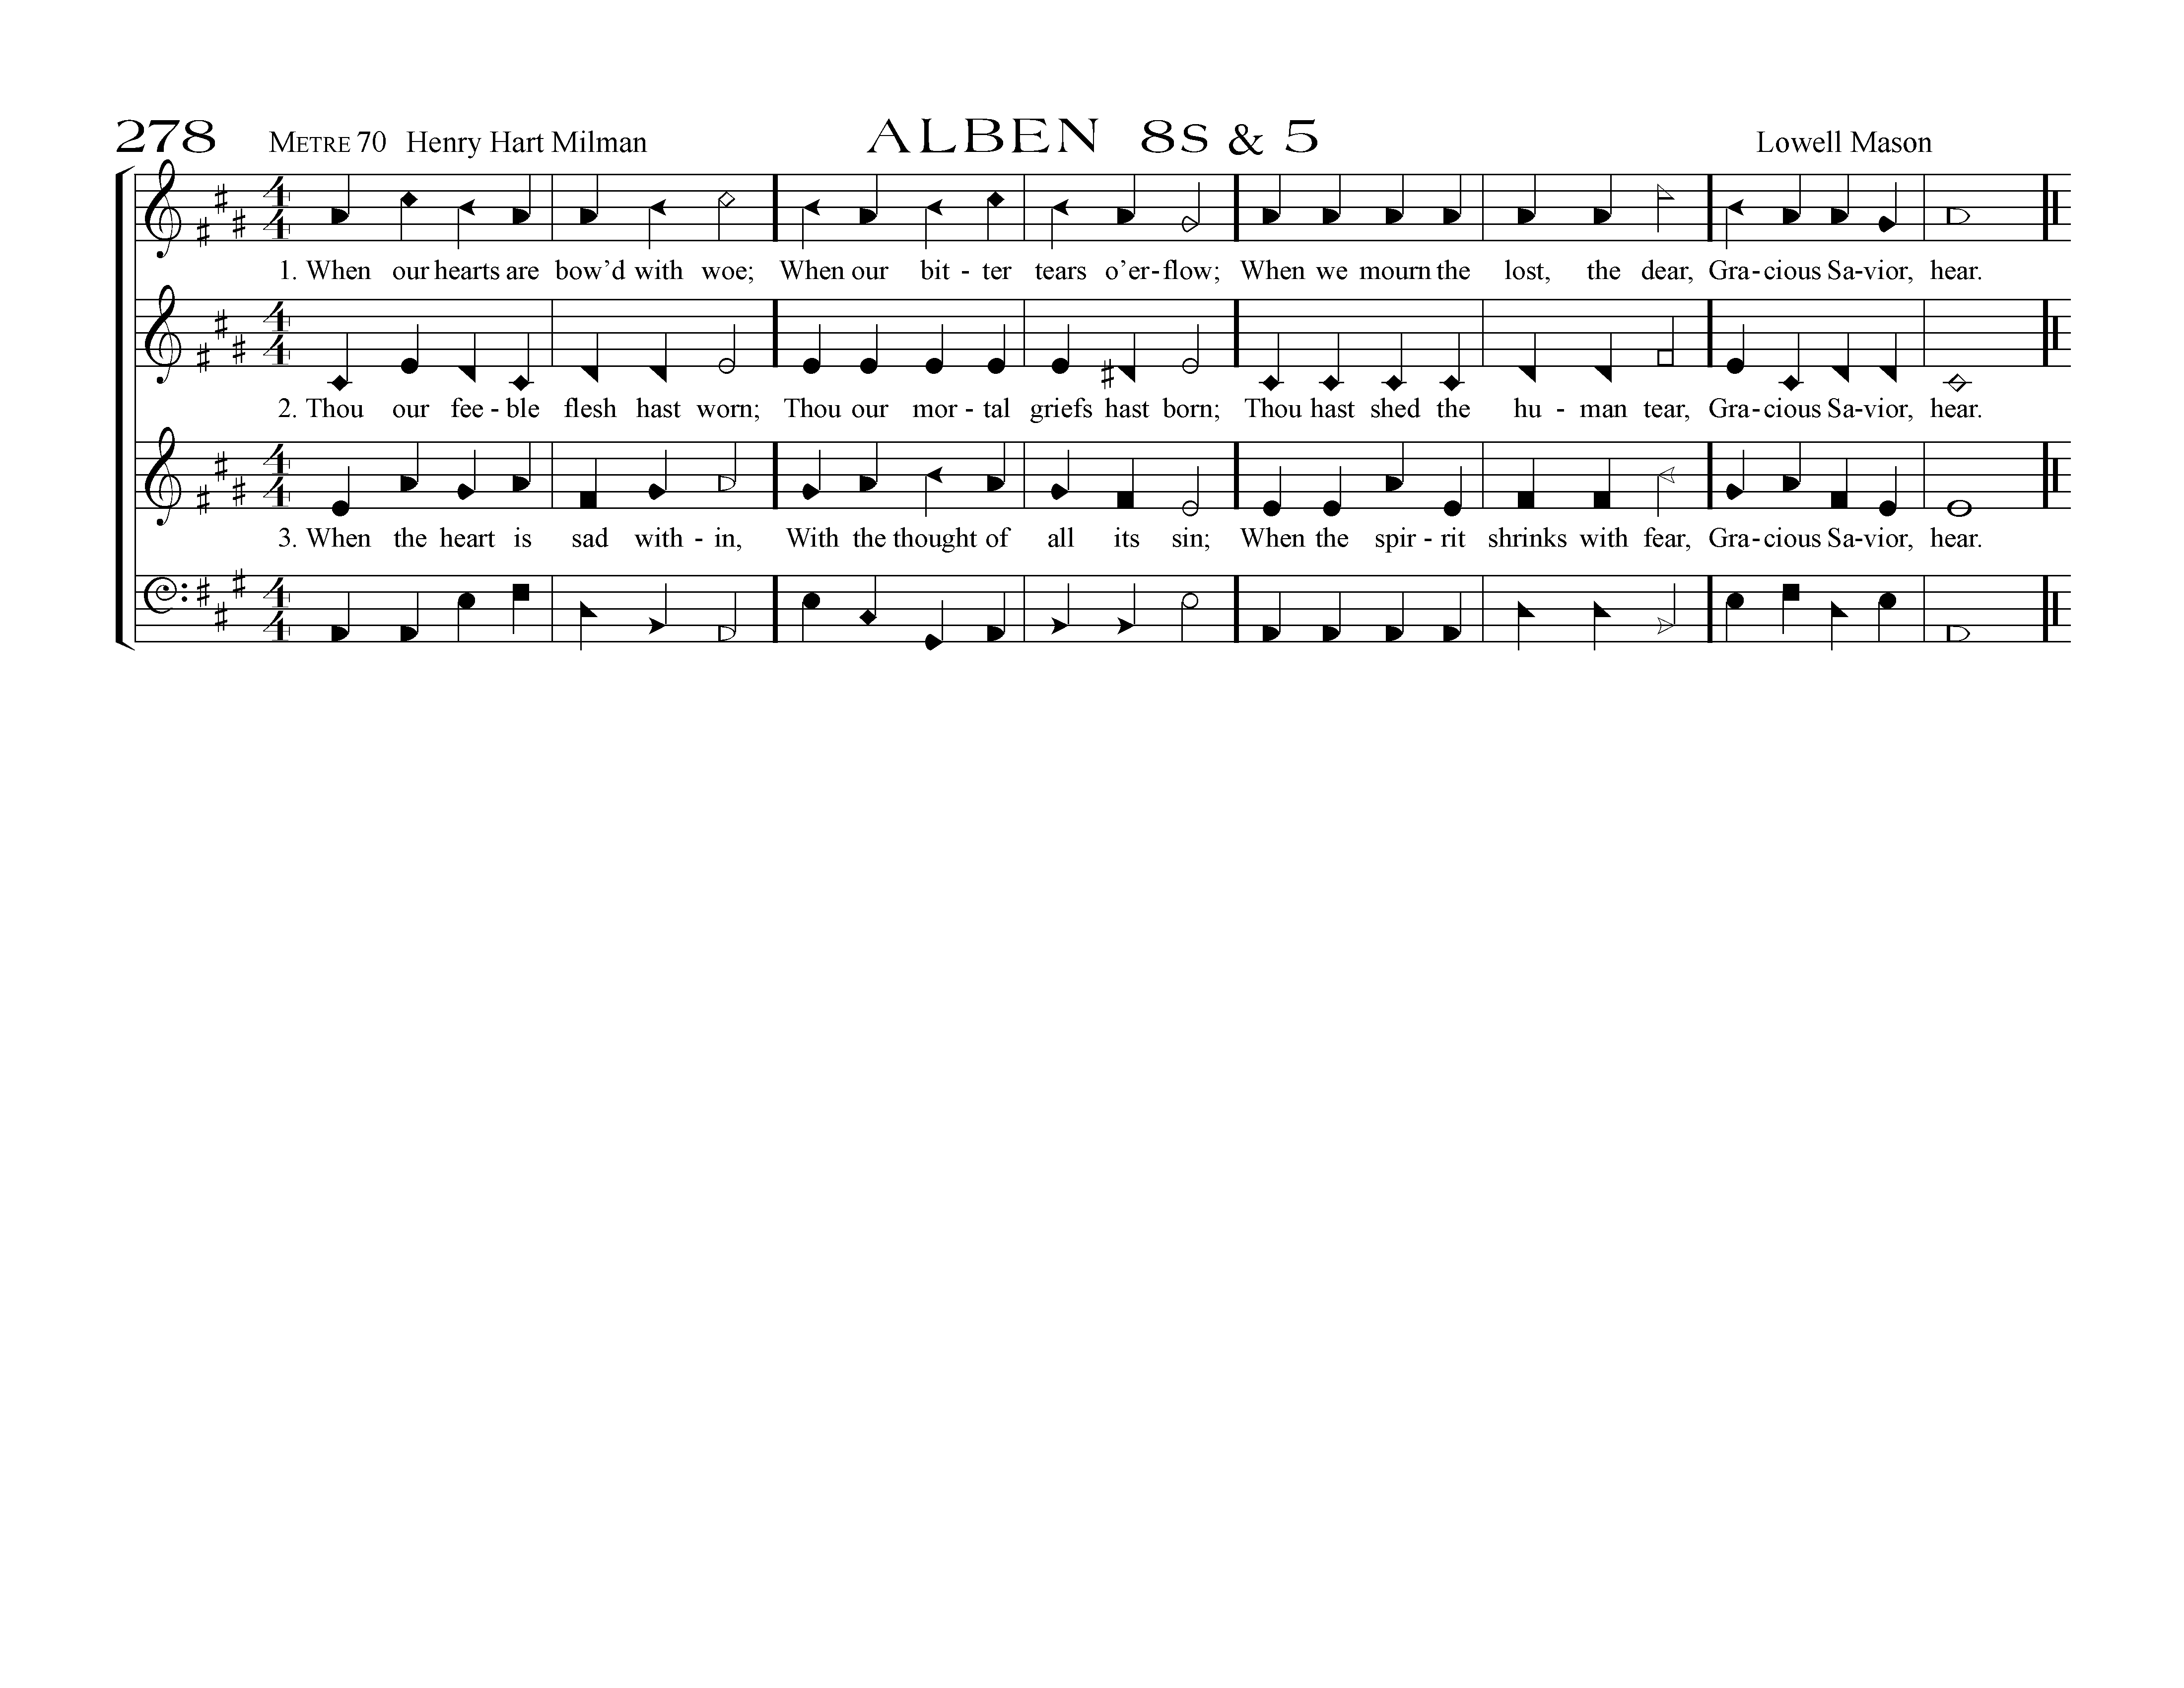 278 METRE 70 Henry Hart Milman ALBEN 8S & 5 Lowell Mason
1. When our hearts are bow’d with woe; When our bit - ter tears o’er-flow; When we mourn the lost, the dear, Gra-cious Sa-vior, hear.
2. Thou our fee - ble flesh hast worn; Thou our mor - tal griefs hast born; Thou hast shed the hu - man tear, Gra-cious Sa-vior, hear.
3. When the heart is sad with - in, With the thought of all its sin; When the spir - rit shrinks with fear, Gra-cious Sa-vior, hear.